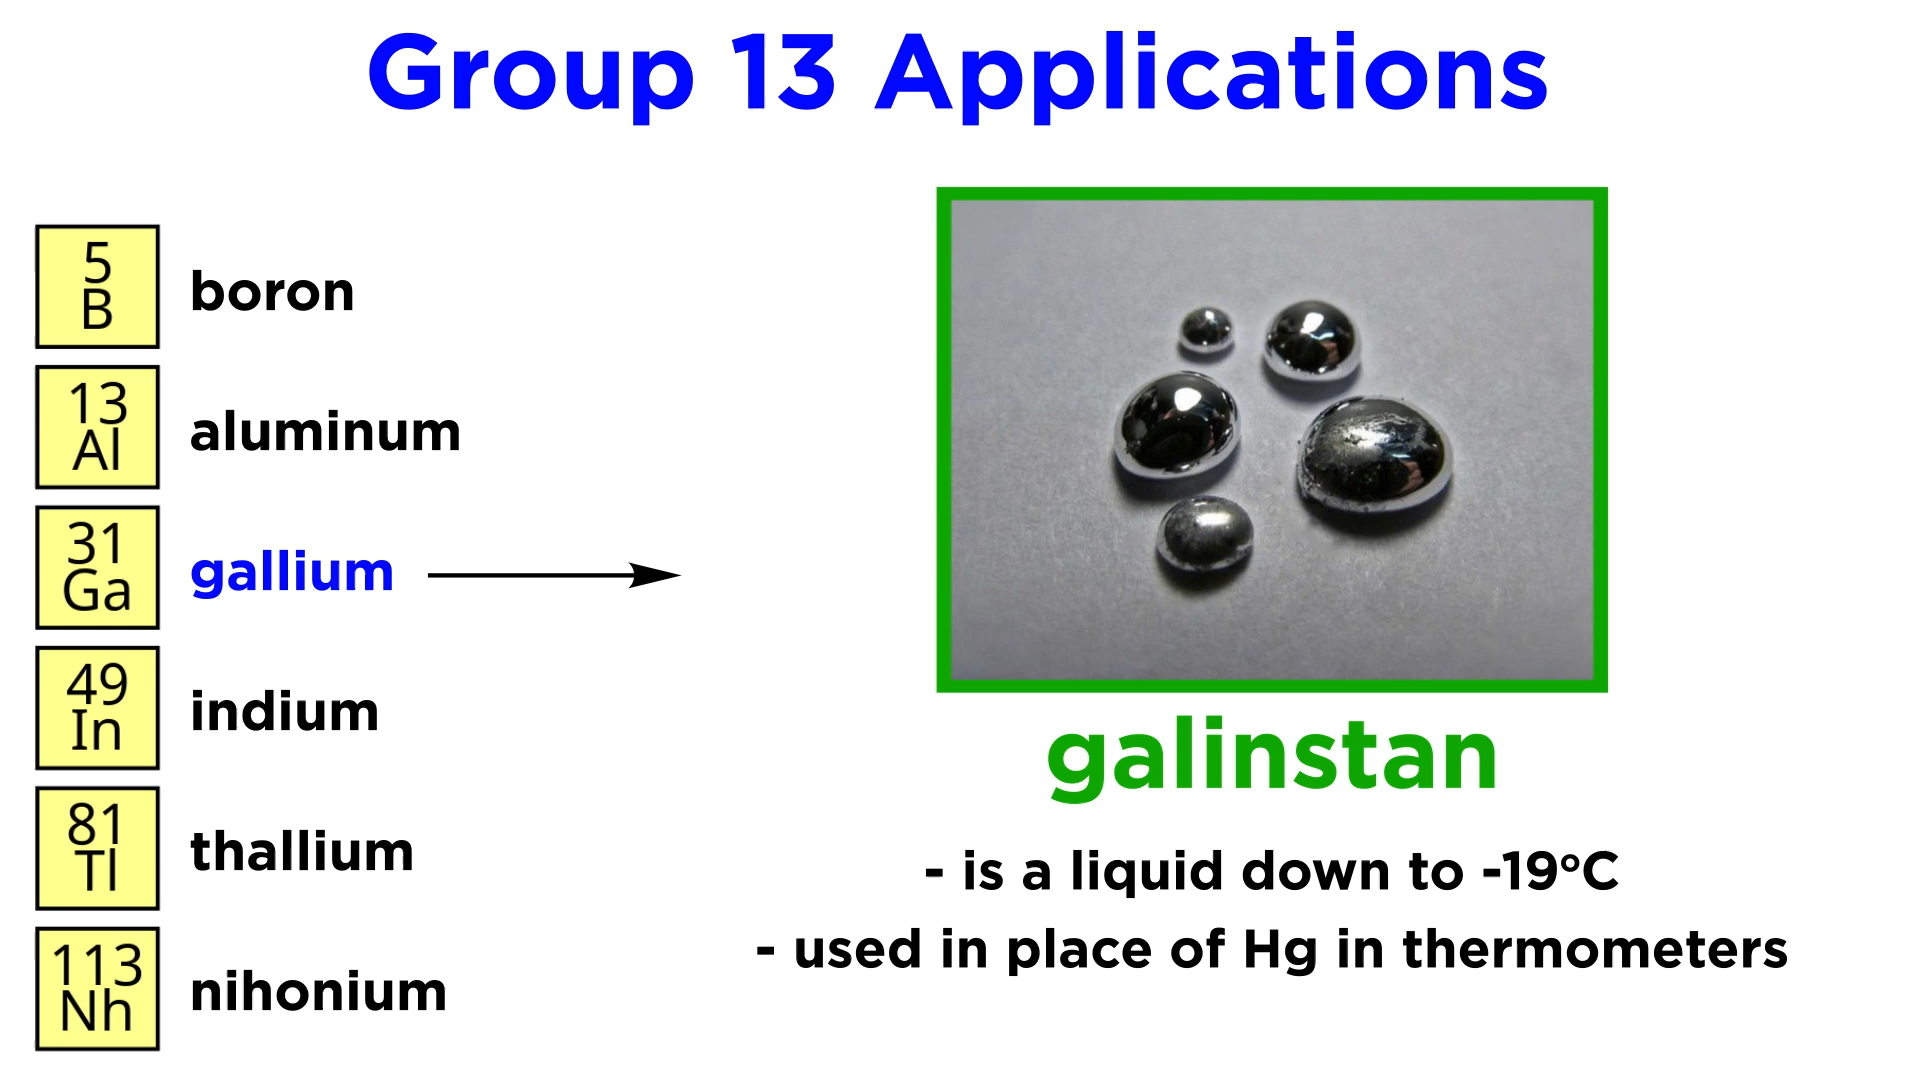 Group 13 Applications
5
B
boron
13
Al
aluminum
31
Ga
gallium
49
In
indium
81
Tl
thallium
113
Nh
nihonium
galinstan
- is a liquid down to -19°C
- used in place of Hg in thermometers